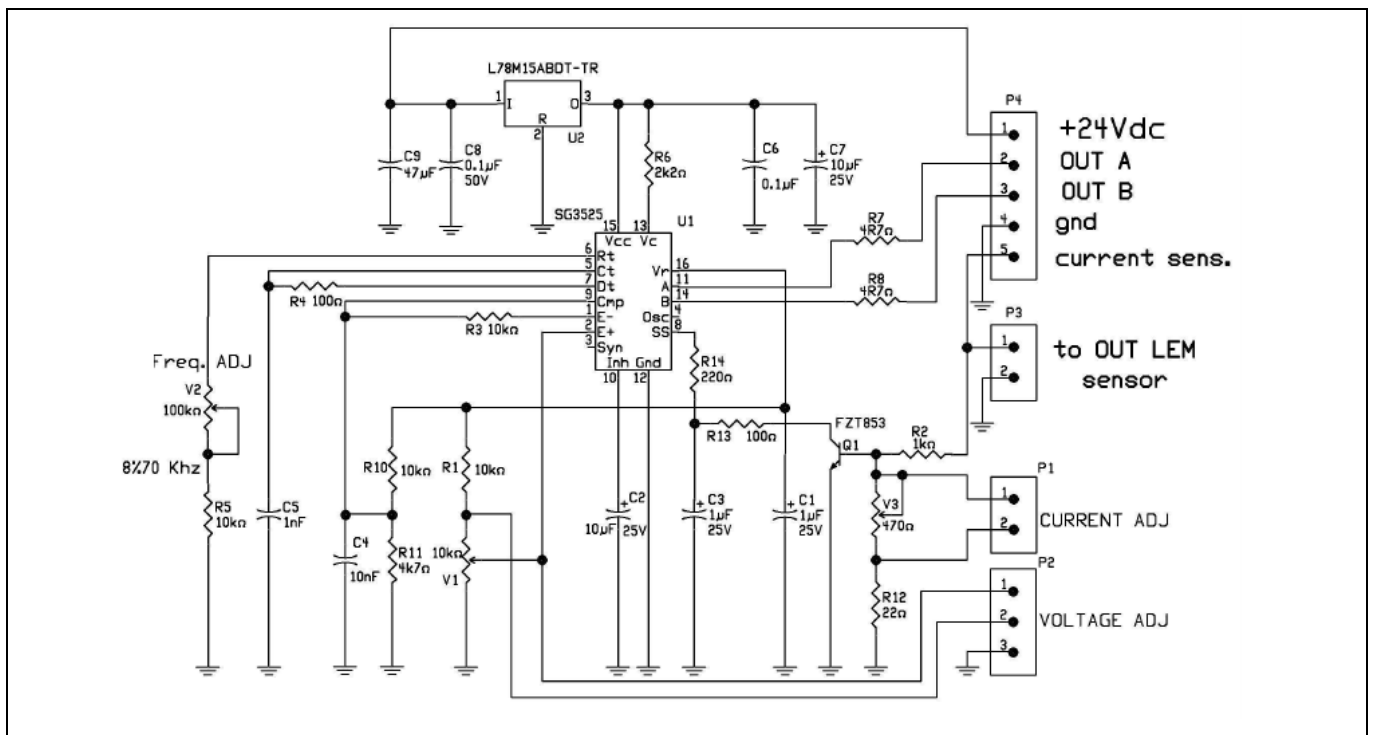 L78M15ABDT-TR
1 I O 3
R
2
U2
C9
47µF
C8
0.1µF
50V
R6
2k2Ω
C6
0.1µF
+ C7
10µF
25V
P4
1 +24Vdc
2 OUT A
3 OUT B
4 gnd
5 current sens.
SG3525
U1
15 13
Vcc Vc
6 Rt
5 Ct
7 Dt
9 Cmp
1 E-
2 E+
3 Syn
Vr 16
A 11
B 14
Osc 4
SS 8
Inh Gnd
10 12
R7
4R7Ω
R8
4R7Ω
R4 100Ω
R3 10kΩ
P3
1 to OUT LEM
2 sensor
Freq. ADJ
V2
100kΩ
8%70 Khz
R5
10kΩ
C5
1nF
R14
220Ω
R13 100Ω
FZT853
Q1
R2
1kΩ
R10 10kΩ
R1 10kΩ
C4
10nF
R11
4k7Ω
10kΩ
V1
+ C2
10µF 25V
+ C3
1µF
25V
+ C1
1µF
25V
V3
470Ω
R12
22Ω
P1
1
2
CURRENT ADJ
P2
1
2 VOLTAGE ADJ
3